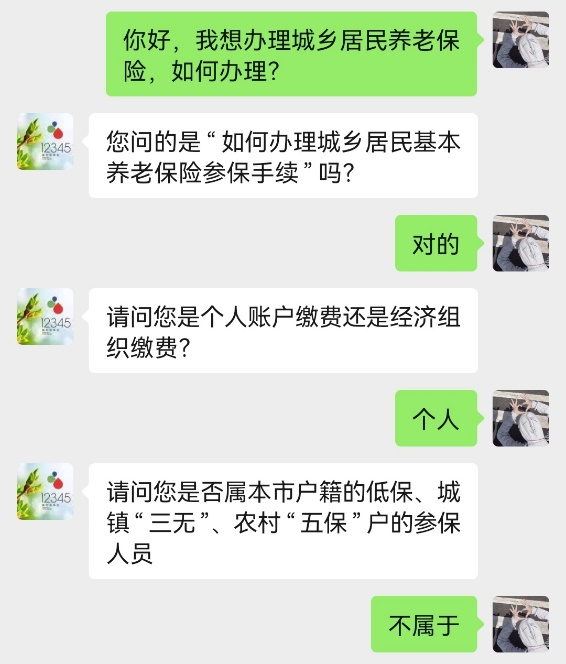 你好，我想办理城乡居民养老保
险，如何办理？
12345
您问的是“如何办理城乡居民基本
养老保险参保手续”吗？
对的
12345
请问您是个人账户缴费还是经济组
织缴费？
个人
12345
请问您是否属本市户籍的低保、城
镇“三无”、农村“五保”户的参保
人员
不属于